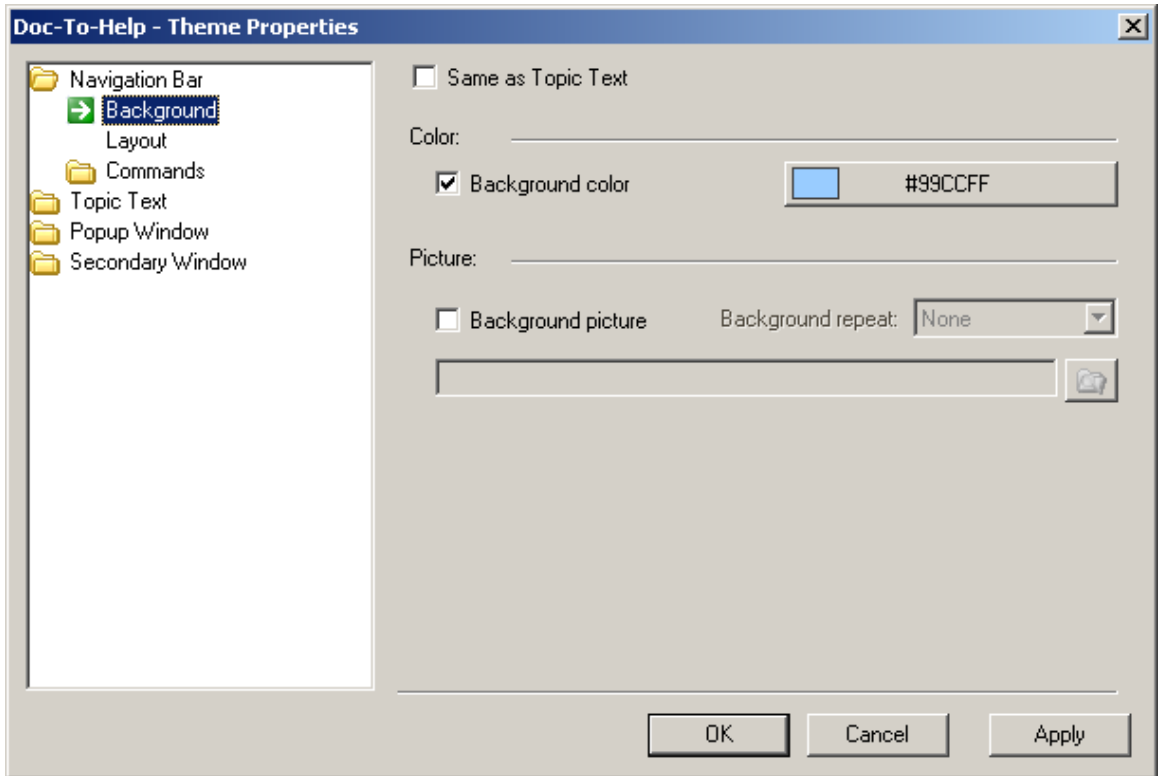 Doc-To-Help - Theme Properties
Navigation Bar
Background
Layout
Commands
Topic Text
Popup Window
Secondary Window
Same as Topic Text
Color:
Background color
#99CCFF
Picture:
Background picture
Background repeat:
None
OK
Cancel
Apply